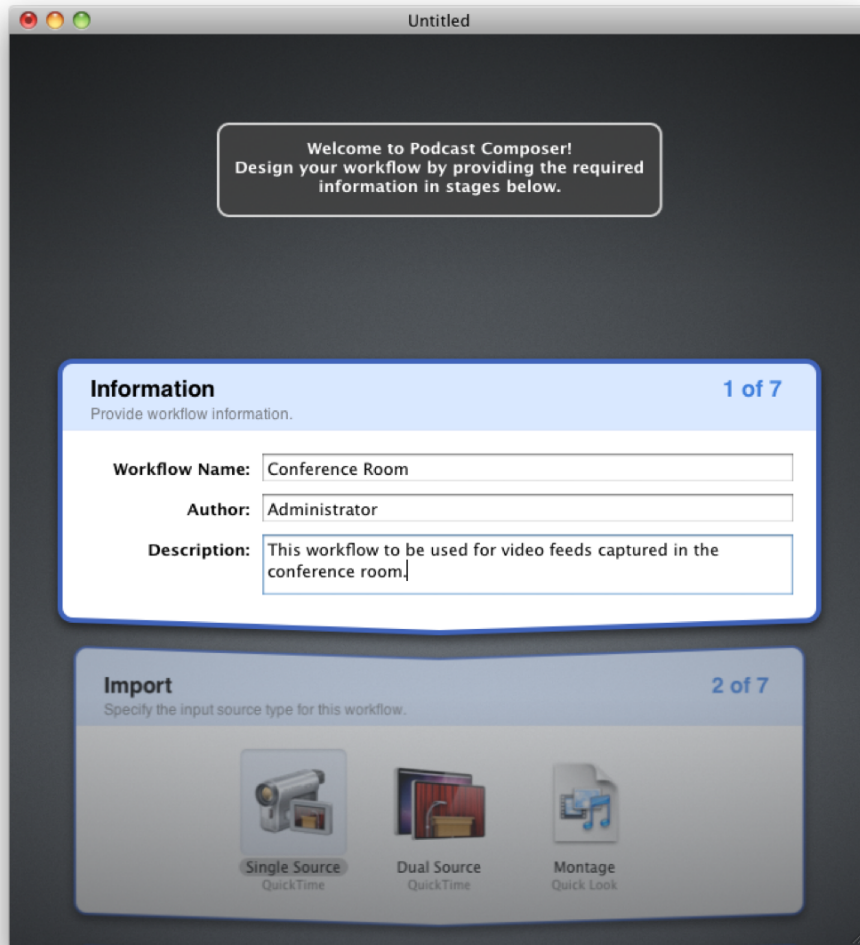 Untitled
Welcome to Podcast Composer!
Design your workflow by providing the required
information in stages below.
Information
1 of 7
Provide workflow information.
Workflow Name: Conference Room
Author: Administrator
Description: This workflow to be used for video feeds captured in the
conference room.
Import
2 of 7
Specify the input source type for this workflow.
Single Source Dual Source Montage
QuickTime QuickTime Quick Look